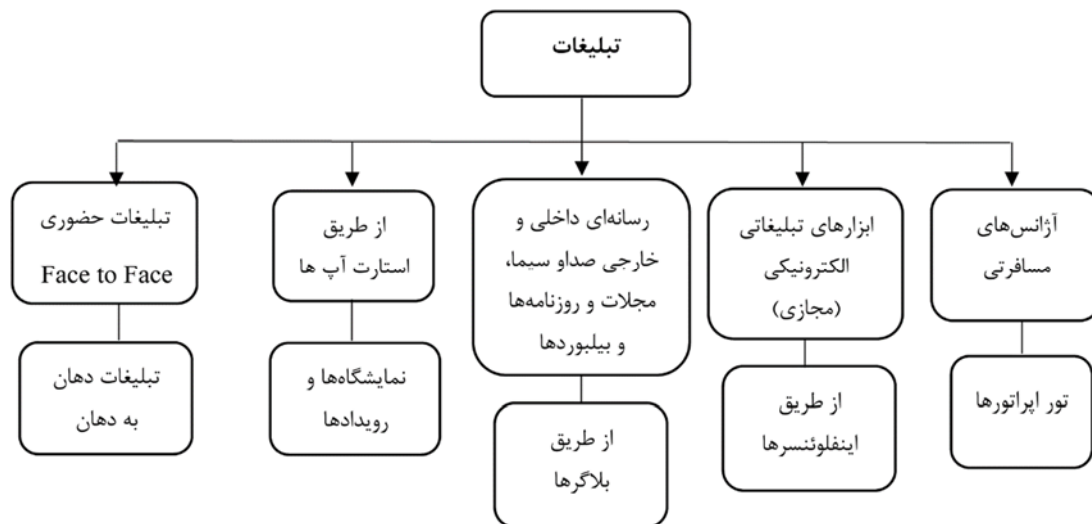 تبلیغات
آژانس‌های
مسافرتی
ابزارهای تبلیغاتی
الکترونیکی
(مجازی)
رسانه‌ای داخلی و
خارجی صداو سیما،
مجلات و روزنامه‌ها
و بیلبوردها
از طریق
استارت آپ ها
تبلیغات حضوری
Face to Face
تور اپراتورها
از طریق
اینفلوئنسرها
از طریق
بلاگرها
نمایشگاه‌ها و
رویدادها
تبلیغات دهان
به دهان